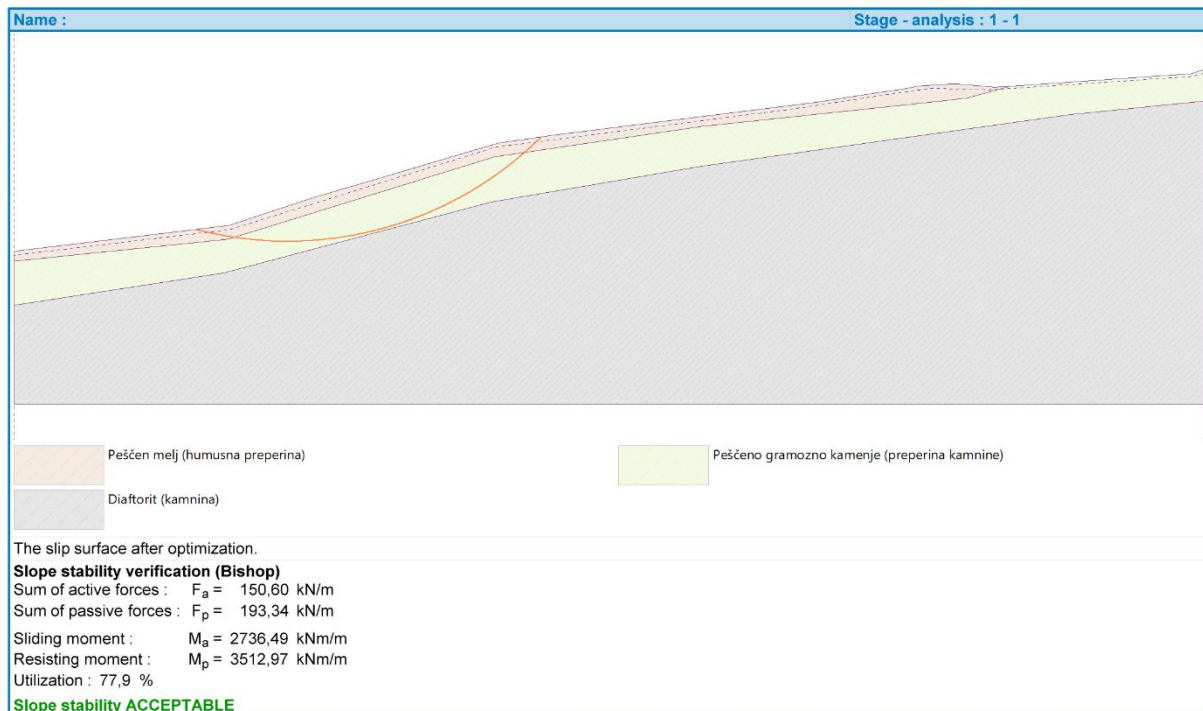 Name : Stage - analysis : 1 - 1
Peščen melj (humusna preperina) Peščeno gramozno kamenje (preperina kamnine)
Diaftorit (kamnina)
The slip surface after optimization.
Slope stability verification (Bishop)
Sum of active forces : Fa = 150,60 kN/m
Sum of passive forces : Fp = 193,34 kN/m
Sliding moment : Ma = 2736,49 kNm/m
Resisting moment : Mp = 3512,97 kNm/m
Utilization : 77,9 %
Slope stability ACCEPTABLE